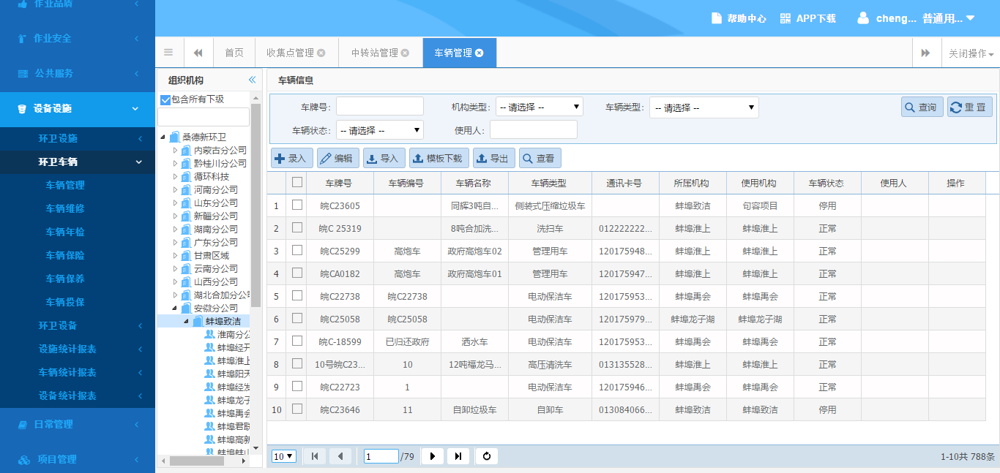 帮助中心 APP下载 cheng... 普通用...
作业品质
作业安全
公共服务
设备设施
环卫设施
环卫车辆
车辆管理
车辆维修
车辆年检
车辆保险
车辆保养
车辆投保
环卫设备
设施统计报表
车辆统计报表
设备统计报表
日常管理
项目管理
首页 收集点管理 中转站管理 车辆管理 关闭操作
组织机构
包含所有下级
桑德新环卫
内蒙古分公司
黔桂川分公司
循环科技
河南分公司
山东分公司
新疆分公司
湖南分公司
广东分公司
甘肃区域
云南分公司
山西分公司
湖北合加分公司
安徽分公司
蚌埠致洁
淮南分公
蚌埠经开
蚌埠淮上
蚌埠阳天
蚌埠经发
蚌埠龙子
蚌埠禹会
蚌埠君联
蚌埠高新
蚌埠蚌山
车辆信息
车牌号: 机构类型: -- 请选择 -- 车辆类型: -- 请选择 -- 查询 重 置
车辆状态: -- 请选择 -- 使用人:
录入 编辑 导入 模板下载 导出 查看
车牌号 车辆编号 车辆名称 车辆类型 通讯卡号 所属机构 使用机构 车辆状态 使用人 操作
1 皖C23605 同辉3吨自... 侧装式压缩垃圾车 蚌埠致洁 句容项目 停用
2 皖C 25319 8吨合加洗... 洗扫车 012222222... 蚌埠淮上 蚌埠淮上 正常
3 皖C25299 高炮车 政府高炮车02 管理用车 120175948... 蚌埠淮上 蚌埠淮上 正常
4 皖CA0182 高炮车 政府高炮车01 管理用车 120175947... 蚌埠淮上 蚌埠淮上 正常
5 皖C22738 皖C22738 电动保洁车 120175953... 蚌埠禹会 蚌埠禹会 正常
6 皖C25058 皖C25058 电动保洁车 120175979... 蚌埠龙子湖 蚌埠龙子湖 正常
7 皖C-18599 已归还政府 洒水车 电动保洁车 120175953... 蚌埠禹会 蚌埠禹会 正常
8 10号皖C23... 10 12吨福龙马... 高压清洗车 013135528... 蚌埠淮上 蚌埠淮上 正常
9 皖C22723 1 电动保洁车 120175946... 蚌埠禹会 蚌埠禹会 正常
10 皖C23646 11 自卸垃圾车 自卸车 013084066... 蚌埠致洁 蚌埠致洁 停用
10 1 /79 1-10共 788条